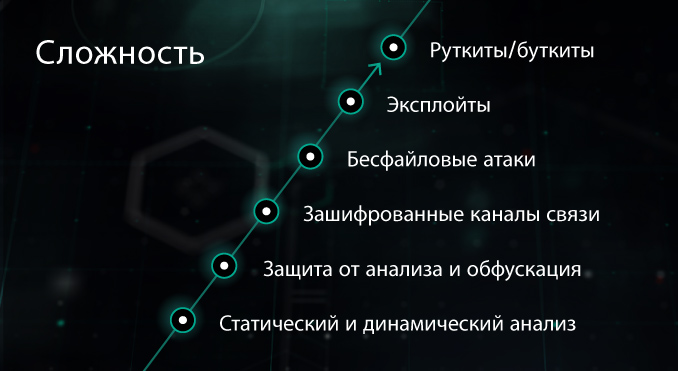 Сложность
Руткиты/буткиты
Эксплойты
Бесфайловые атаки
Зашифрованные каналы связи
Защита от анализа и обфускация
Статический и динамический анализ